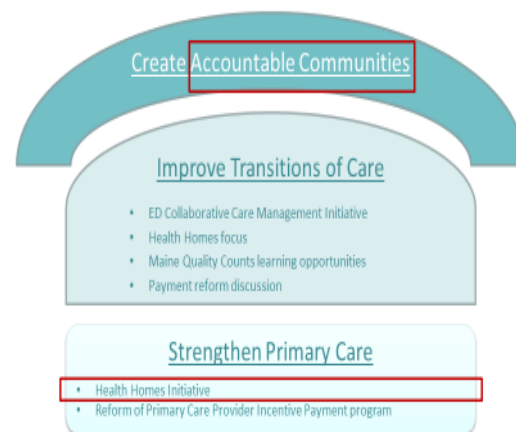 Create Accountable Communities
Improve Transitions of Care
• ED Collaborative Care Management Initiative
• Health Homes focus
• Maine Quality Counts learning opportunities
• Payment reform discussion
Strengthen Primary Care
• Health Homes Initiative
• Reform of Primary Care Provider Incentive Payment program